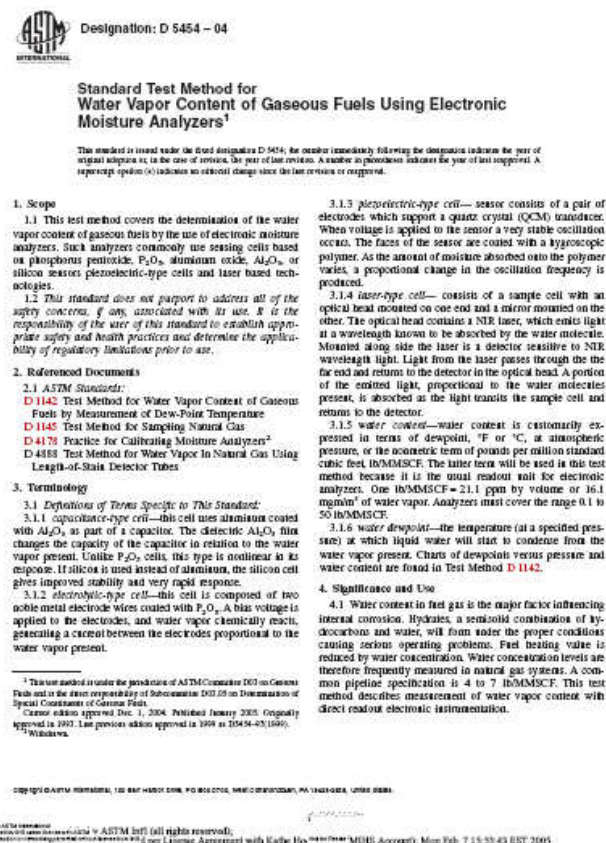 ASTM
INTERNATIONAL
Designation: D 5454 – 04
Standard Test Method for
Water Vapor Content of Gaseous Fuels Using Electronic
Moisture Analyzers¹
This standard is issued under the fixed designation D 5454; the number immediately following the designation indicates the year of
original adoption or, in the case of revision, the year of last revision. A number in parentheses indicates the year of last reapproval. A
superscript epsilon (ε) indicates an editorial change since the last revision or reapproval.
1. Scope
1.1 This test method covers the determination of the water
vapor content of gaseous fuels by the use of electronic moisture
analyzers. Such analyzers commonly use sensing cells based
on phosphorus pentoxide, P₂O₅, aluminum oxide, Al₂O₃, or
silicon sensors piezoelectric-type cells and laser based tech-
nologies.
1.2 This standard does not purport to address all of the
safety concerns, if any, associated with its use. It is the
responsibility of the user of this standard to establish appro-
priate safety and health practices and determine the applica-
bility of regulatory limitations prior to use.
2. Referenced Documents
2.1 ASTM Standards:
D 1142 Test Method for Water Vapor Content of Gaseous
Fuels by Measurement of Dew-Point Temperature
D 1145 Test Method for Sampling Natural Gas
D 4178 Practice for Calibrating Moisture Analyzers²
D 4888 Test Method for Water Vapor In Natural Gas Using
Length-of-Stain Detector Tubes
3. Terminology
3.1 Definitions of Terms Specific to This Standard:
3.1.1 capacitance-type cell—this cell uses aluminum coated
with Al₂O₃ as part of a capacitor. The dielectric Al₂O₃ film
changes the capacity of the capacitor in relation to the water
vapor present. Unlike P₂O₅ cells, this type is nonlinear in its
response. If silicon is used instead of aluminum, the silicon cell
gives improved stability and very rapid response.
3.1.2 electrolytic-type cell—this cell is composed of two
noble metal electrode wires coated with P₂O₅. A bias voltage is
applied to the electrodes, and water vapor chemically reacts,
generating a current between the electrodes proportional to the
water vapor present.
¹ This test method is under the jurisdiction of ASTM Committee D03 on Gaseous
Fuels and is the direct responsibility of Subcommittee D03.05 on Determination of
Special Constituents of Gaseous Fuels.
Current edition approved Dec. 1, 2004. Published January 2005. Originally
approved in 1993. Last previous edition approved in 1999 as D5454–93(1999).
² Withdrawn.
3.1.3 piezoelectric-type cell— sensor consists of a pair of
electrodes which support a quartz crystal (QCM) transducer.
When voltage is applied to the sensor a very stable oscillation
occurs. The faces of the sensor are coated with a hygroscopic
polymer. As the amount of moisture absorbed onto the polymer
varies, a proportional change in the oscillation frequency is
produced.
3.1.4 laser-type cell— consists of a sample cell with an
optical head mounted on one end and a mirror mounted on the
other. The optical head contains a NIR laser, which emits light
at a wavelength known to be absorbed by the water molecule.
Mounted along side the laser is a detector sensitive to NIR
wavelength light. Light from the laser passes through the the
far end and returns to the detector in the optical head. A portion
of the emitted light, proportional to the water molecules
present, is absorbed as the light transits the sample cell and
returns to the detector.
3.1.5 water content—water content is customarily ex-
pressed in terms of dewpoint, °F or °C, at atmospheric
pressure, or the nonmetric term of pounds per million standard
cubic feet, lb/MMSCF. The latter term will be used in this test
method because it is the usual readout unit for electronic
analyzers. One lb/MMSCF = 21.1 ppm by volume or 16.1
mgm/m³ of water vapor. Analyzers must cover the range 0.1 to
50 lb/MMSCF.
3.1.6 water dewpoint—the temperature (at a specified pres-
sure) at which liquid water will start to condense from the
water vapor present. Charts of dewpoints versus pressure and
water content are found in Test Method D 1142.
4. Significance and Use
4.1 Water content in fuel gas is the major factor influencing
internal corrosion. Hydrates, a semisolid combination of hy-
drocarbons and water, will form under the proper conditions
causing serious operating problems. Fuel heating value is
reduced by water concentration. Water concentration levels are
therefore frequently measured in natural gas systems. A com-
mon pipeline specification is 4 to 7 lb/MMSCF. This test
method describes measurement of water vapor content with
direct readout electronic instrumentation.
Copyright © ASTM International, 100 Barr Harbor Drive, PO Box C700, West Conshohocken, PA 19428-2959, United States.
ASTM International
ASTM Int'l (all rights reserved);
per License Agreement with Kathe Mon Feb 7 15:33:43 EST 2005